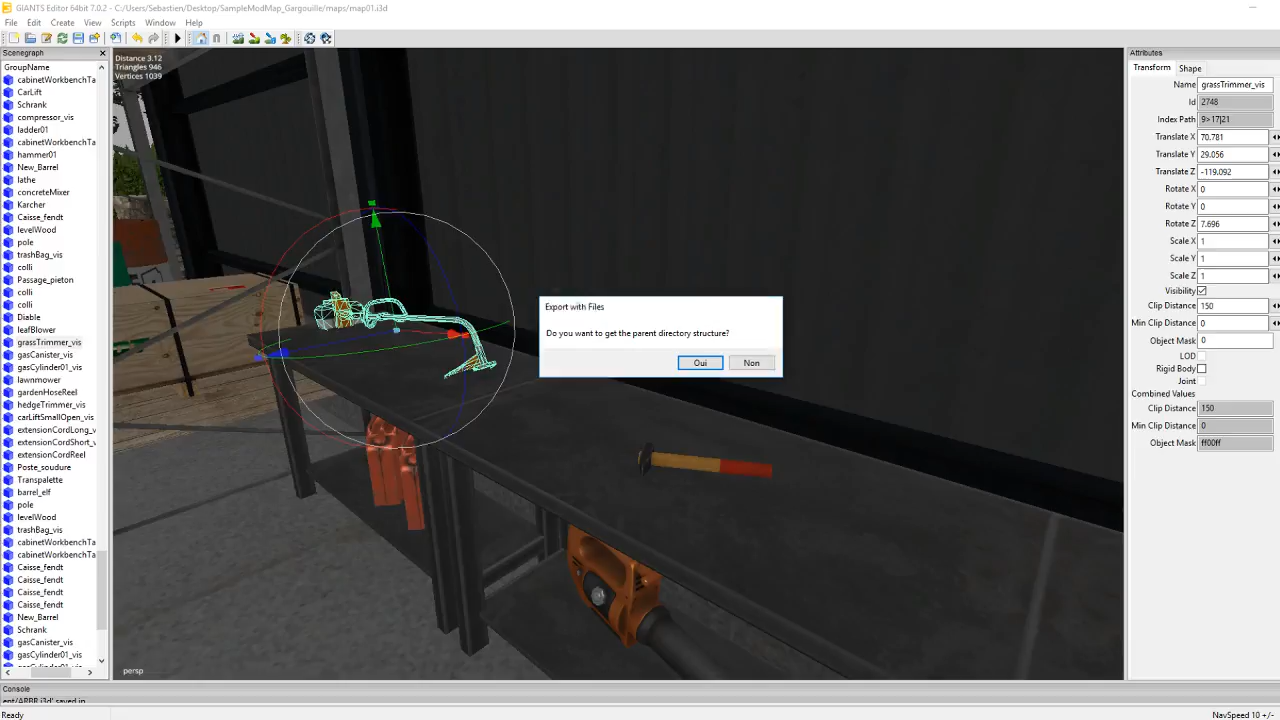 GIANTS Editor 64bit 7.0.2 - C:/Users/Sebastien/Desktop/SampleModMap_Gargouille/maps/map01.i3d
File Edit Create View Scripts Window Help
Scenegraph
GroupName
cabinetWorkbenchTa
CarLift
Schrank
compressor_vis
ladder01
cabinetWorkbenchTa
hammer01
New_Barrel
lathe
concreteMixer
Karcher
Caisse_fendt
levelWood
pole
trashBag_vis
colli
Passage_pieton
colli
colli
Diable
leafBlower
grassTrimmer_vis
gasCanister_vis
gasCylinder01_vis
lawnmower
gardenHoseReel
hedgeTrimmer_vis
carLiftSmallOpen_vis
extensionCordLong_v
extensionCordShort_v
extensionCordReel
Poste_soudure
Transpalette
barrel_elf
pole
levelWood
trashBag_vis
cabinetWorkbenchTa
cabinetWorkbenchTa
Caisse_fendt
Caisse_fendt
Caisse_fendt
Caisse_fendt
New_Barrel
Schrank
gasCanister_vis
gasCylinder01_vis
Distance 3.12
Triangles 946
Vertices 1039
persp
Export with Files
Do you want to get the parent directory structure?
Oui Non
Attributes
Transform Shape
Name grassTrimmer_vis
Id 2748
Index Path 9>17|21
Translate X 70.781
Translate Y 29.056
Translate Z -119.092
Rotate X 0
Rotate Y 0
Rotate Z 7.696
Scale X 1
Scale Y 1
Scale Z 1
Visibility
Clip Distance 150
Min Clip Distance 0
Object Mask 0
LOD
Rigid Body
Joint
Combined Values
Clip Distance 150
Min Clip Distance 0
Object Mask ff00ff
Console
ent/ARBR.i3d' saved in
Ready NavSpeed 10 +/-